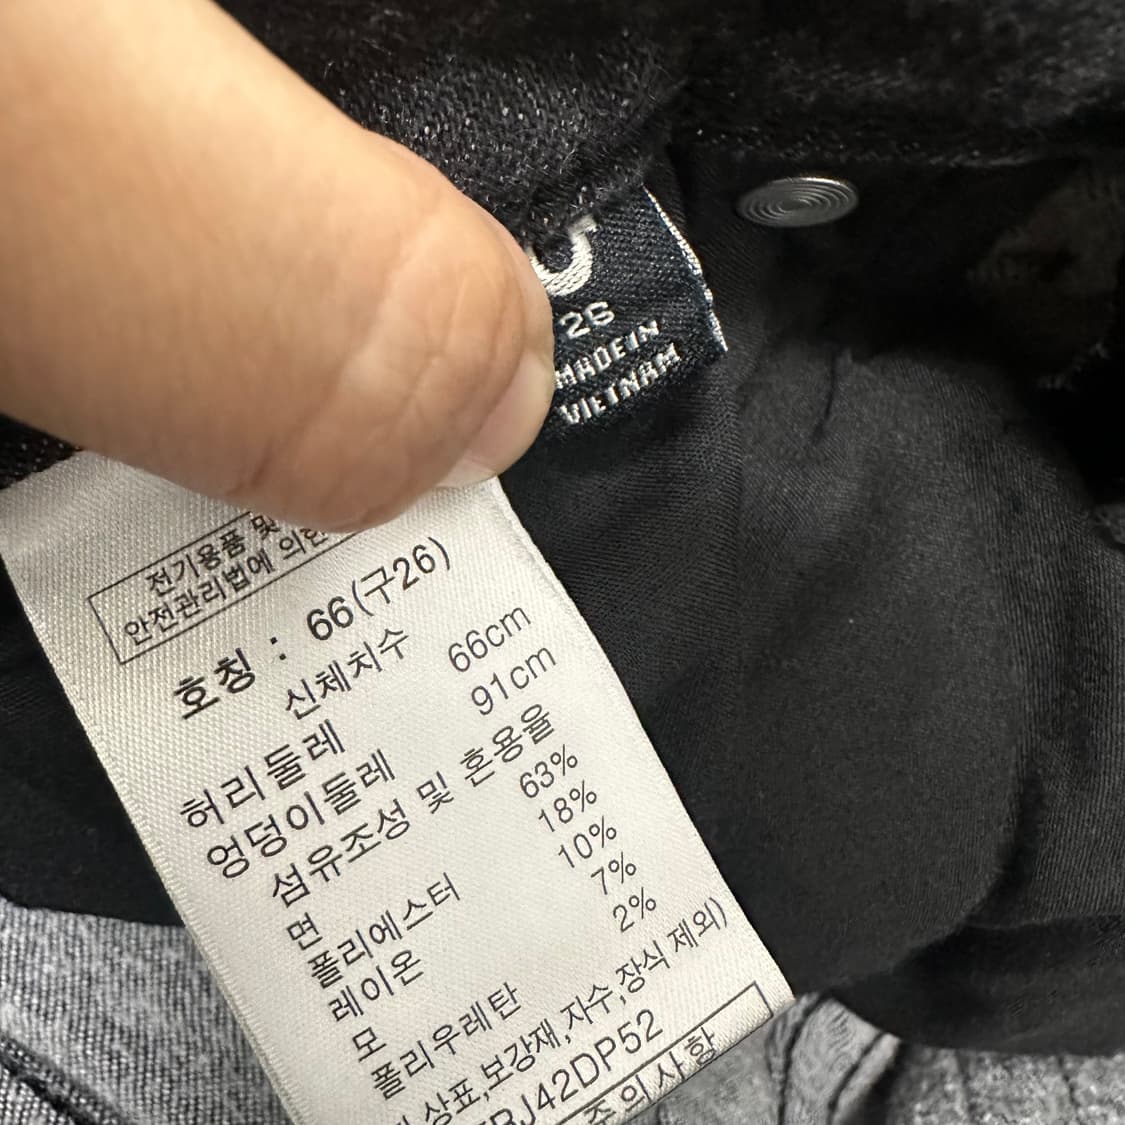 26
MADE IN
VIETNAM
전기용품 및
안전관리법에 의한
호칭 : 66(구26)
신체치수
허리둘레 66cm
엉덩이둘레 91cm
섬유조성 및 혼용율
면 63%
폴리에스터 18%
레이온 10%
모 7%
폴리우레탄 2%
상표,보강재,자수,장식 제외)
주의사항